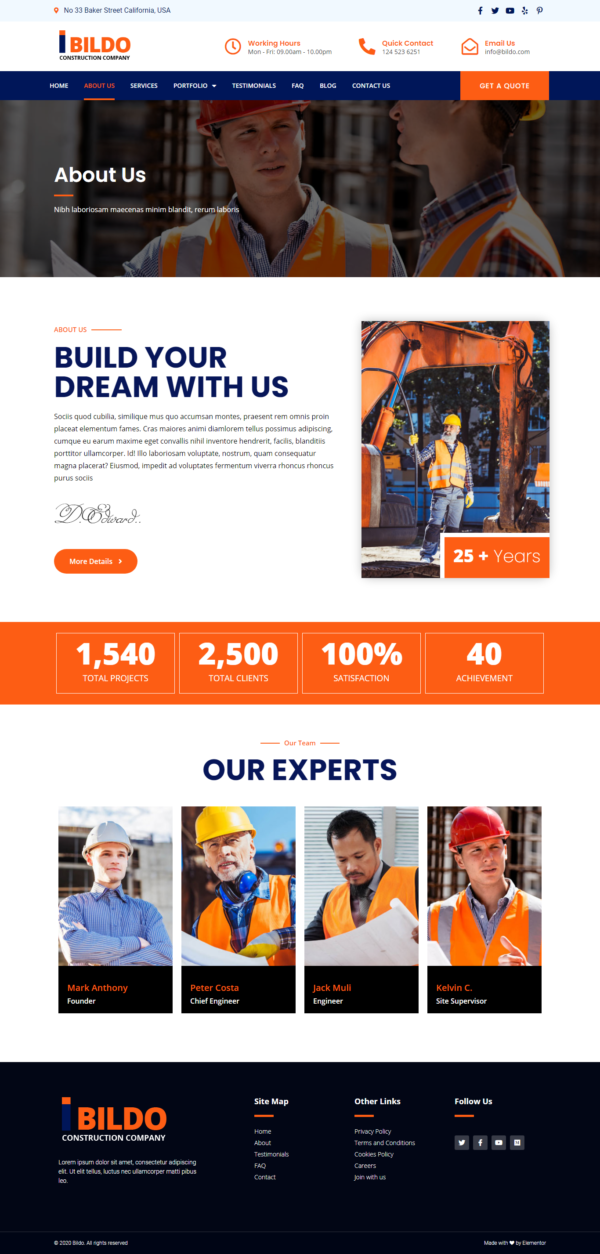 No 33 Baker Street California, USA
BILDO
CONSTRUCTION COMPANY
Working Hours
Mon - Fri: 09.00am - 10.00pm
Quick Contact
124 523 6251
Email Us
info@bildo.com
HOME ABOUT US SERVICES PORTFOLIO TESTIMONIALS FAQ BLOG CONTACT US GET A QUOTE
About Us
Nibh laboriosam maecenas minim blandit, rerum laboris
ABOUT US
BUILD YOUR
DREAM WITH US
Sociis quod cubilia, similique mus quo accumsan montes, praesent rem omnis proin
placeat elementum fames. Cras maiores animi diamlorem tellus possimus adipiscing,
cumque eu earum maxime eget convallis nihil inventore hendrerit, facilis, blanditiis
porttitor ullamcorper. Id! Illo laboriosam voluptate, nostrum, quam consequatur
magna placerat? Eiusmod, impedit ad voluptates fermentum viverra rhoncus rhoncus
purus sociis
D. Edward..
More Details
25 + Years
1,540
TOTAL PROJECTS
2,500
TOTAL CLIENTS
100%
SATISFACTION
40
ACHIEVEMENT
Our Team
OUR EXPERTS
Mark Anthony
Founder
Peter Costa
Chief Engineer
Jack Muli
Engineer
Kelvin C.
Site Supervisor
BILDO
CONSTRUCTION COMPANY
Lorem ipsum dolor sit amet, consectetur adipiscing
elit. Ut elit tellus, luctus nec ullamcorper matti pibus
leo.
Site Map
Home
About
Testimonials
FAQ
Contact
Other Links
Privacy Policy
Terms and Conditions
Cookies Policy
Careers
Join with us
Follow Us
© 2020 Bildo. All rights reserved
Made with ❤ by Elementor